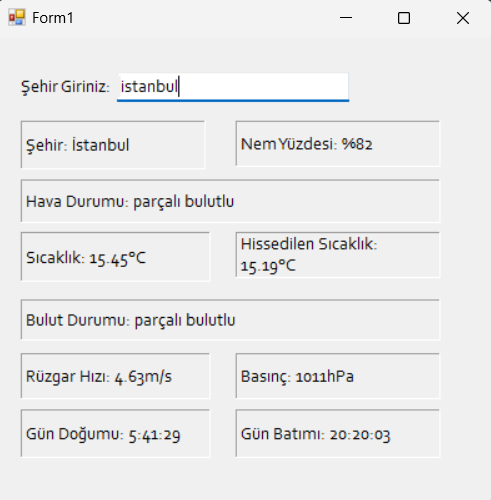 Form1
Şehir Giriniz: istanbul
Şehir: İstanbul
Nem Yüzdesi: %82
Hava Durumu: parçalı bulutlu
Sıcaklık: 15.45°C
Hissedilen Sıcaklık:
15.19°C
Bulut Durumu: parçalı bulutlu
Rüzgar Hızı: 4.63m/s
Basınç: 1011hPa
Gün Doğumu: 5:41:29
Gün Batımı: 20:20:03